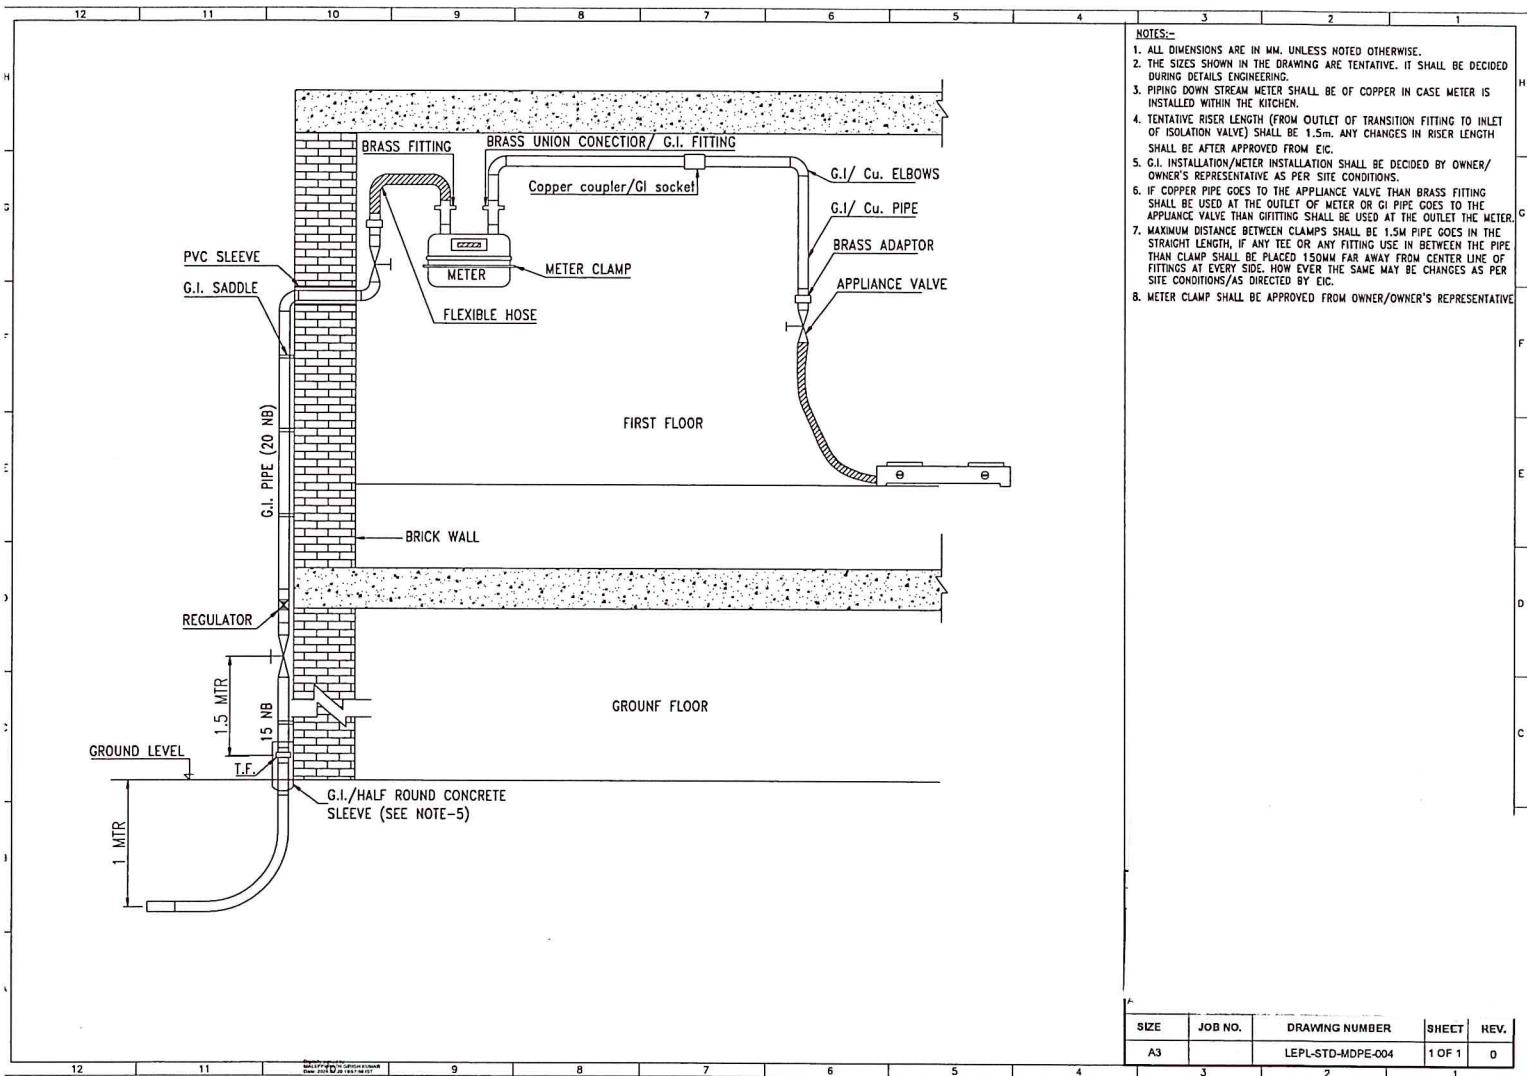 12 11 10 9 8 7 6 5 4 3 2 1
H
G
F
E
D
C
NOTES:-
1. ALL DIMENSIONS ARE IN MM. UNLESS NOTED OTHERWISE.
2. THE SIZES SHOWN IN THE DRAWING ARE TENTATIVE. IT SHALL BE DECIDED
DURING DETAILS ENGINEERING.
3. PIPING DOWN STREAM METER SHALL BE OF COPPER IN CASE METER IS
INSTALLED WITHIN THE KITCHEN.
4. TENTATIVE RISER LENGTH (FROM OUTLET OF TRANSITION FITTING TO INLET
OF ISOLATION VALVE) SHALL BE 1.5m. ANY CHANGES IN RISER LENGTH
SHALL BE AFTER APPROVED FROM EIC.
5. G.I. INSTALLATION/METER INSTALLATION SHALL BE DECIDED BY OWNER/
OWNER'S REPRESENTATIVE AS PER SITE CONDITIONS.
6. IF COPPER PIPE GOES TO THE APPLIANCE VALVE THAN BRASS FITTING
SHALL BE USED AT THE OUTLET OF METER OR GI PIPE GOES TO THE
APPLIANCE VALVE THAN GIFITTING SHALL BE USED AT THE OUTLET THE METER.
7. MAXIMUM DISTANCE BETWEEN CLAMPS SHALL BE 1.5M PIPE GOES IN THE
STRAIGHT LENGTH, IF ANY TEE OR ANY FITTING USE IN BETWEEN THE PIPE
THAN CLAMP SHALL BE PLACED 150MM FAR AWAY FROM CENTER LINE OF
FITTINGS AT EVERY SIDE. HOW EVER THE SAME MAY BE CHANGES AS PER
SITE CONDITIONS/AS DIRECTED BY EIC.
8. METER CLAMP SHALL BE APPROVED FROM OWNER/OWNER'S REPRESENTATIVE
BRASS FITTING
BRASS UNION CONECTIOR/ G.I. FITTING
Copper coupler/GI socket
G.I/ Cu. ELBOWS
G.I/ Cu. PIPE
BRASS ADAPTOR
APPLIANCE VALVE
PVC SLEEVE
G.I. SADDLE
METER
METER CLAMP
FLEXIBLE HOSE
G.I. PIPE (20 NB)
FIRST FLOOR
BRICK WALL
REGULATOR
1.5 MTR
15 NB
GROUNF FLOOR
GROUND LEVEL
T.F.
G.I./HALF ROUND CONCRETE
SLEEVE (SEE NOTE-5)
1 MTR
SIZE JOB NO. DRAWING NUMBER SHEET REV.
A3 LEPL-STD-MDPE-004 1 OF 1 0
12 11 9 8 7 6 5 4 3 2 1